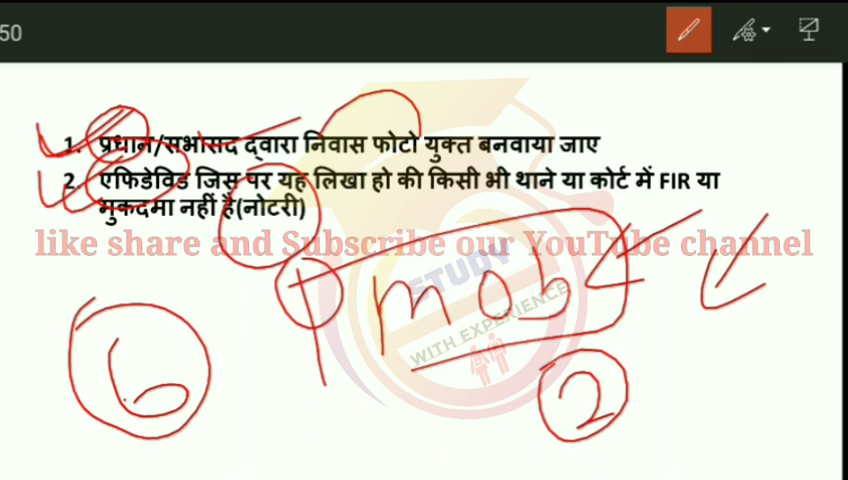 50
1. प्रधान/सभासद द्वारा निवास फोटो युक्त बनवाया जाए
2. एफिडेविड जिस पर यह लिखा हो की किसी भी थाने या कोर्ट में FIR या
मुकदमा नहीं है(नोटरी)
like share and Subscribe our YouTube channel
STUDY
mob
WITH EXPERIENCE
6
2